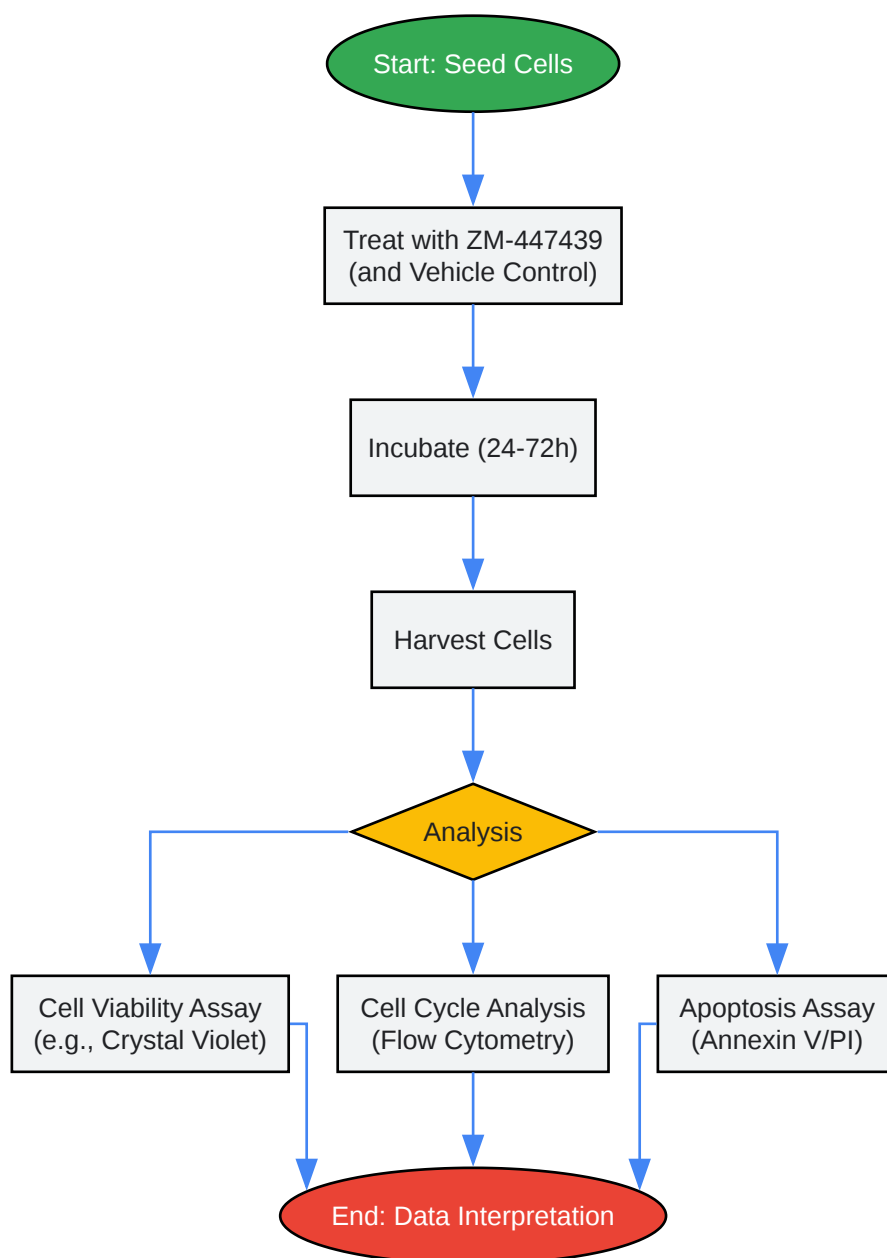 Start: Seed Cells
Treat with ZM-447439
(and Vehicle Control)
Incubate (24-72h)
Harvest Cells
Analysis
Cell Viability Assay
(e.g., Crystal Violet)
Cell Cycle Analysis
(Flow Cytometry)
Apoptosis Assay
(Annexin V/PI)
End: Data Interpretation